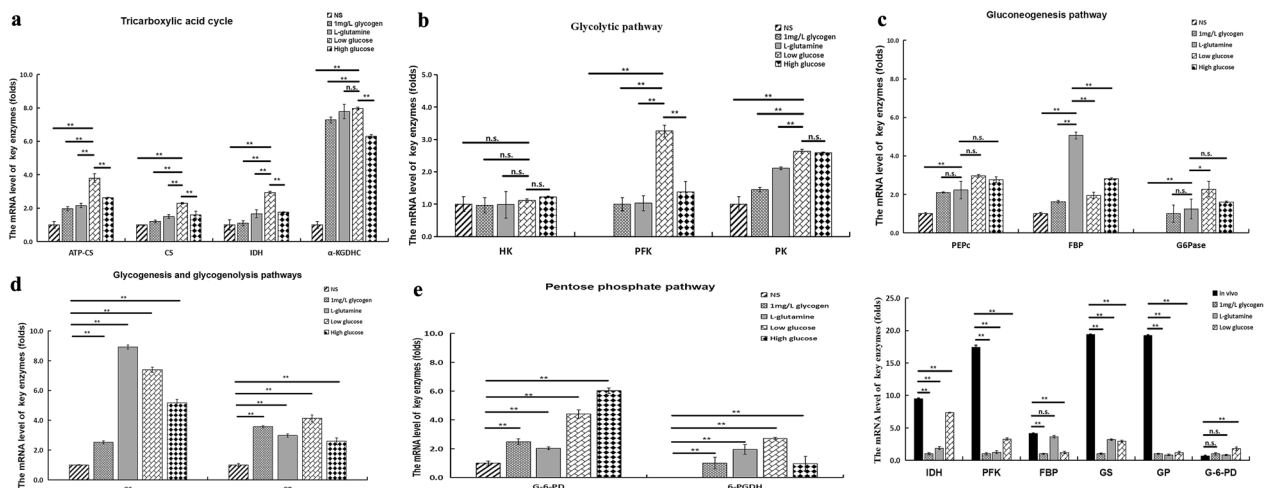 a
Tricarboxylic acid cycle
NS
1mg/L glycogen
L-glutamine
Low glucose
High glucose
The mRNA level of key enzymes (folds)
10.0
8.0
6.0
4.0
2.0
0.0
**
**
**
**
**
**
**
**
**
**
**
**
**
**
n.s.
**
ATP-CS CS IDH α-KGDHC
b
Glycolytic pathway
NS
1mg/L glycogen
L-glutamine
Low glucose
High glucose
The mRNA level of key enzymes (folds)
5.0
4.0
3.0
2.0
1.0
0.0
n.s.
n.s.
n.s.
n.s.
**
**
**
**
**
**
**
n.s.
HK PFK PK
c
Gluconeogenesis pathway
NS
1mg/L glycogen
L-glutamine
Low glucose
High glucose
The mRNA level of key enzymes (folds)
10.0
8.0
6.0
4.0
2.0
0.0
**
n.s.
n.s.
n.s.
**
**
**
**
**
n.s.
n.s.
*
PEPc FBP G6Pase
d
Glycogenesis and glycogenolysis pathways
NS
1mg/L glycogen
L-glutamine
Low glucose
High glucose
The mRNA level of key enzymes (folds)
10.0
8.0
6.0
4.0
2.0
0.0
**
**
**
**
**
**
**
**
e
Pentose phosphate pathway
NS
1mg/L glycogen
L-glutamine
Low glucose
High glucose
The mRNA level of key enzymes (folds)
10.0
8.0
6.0
4.0
2.0
0.0
**
**
**
**
**
**
**
**
G-6-PD 6-PGDH
in vivo
1mg/L glycogen
L-glutamine
Low glucose
The mRNA level of key enzymes (folds)
25.0
20.0
15.0
10.0
5.0
0.0
**
**
**
**
**
**
**
n.s.
**
**
**
**
**
**
**
**
n.s.
n.s.
IDH PFK FBP GS GP G-6-PD